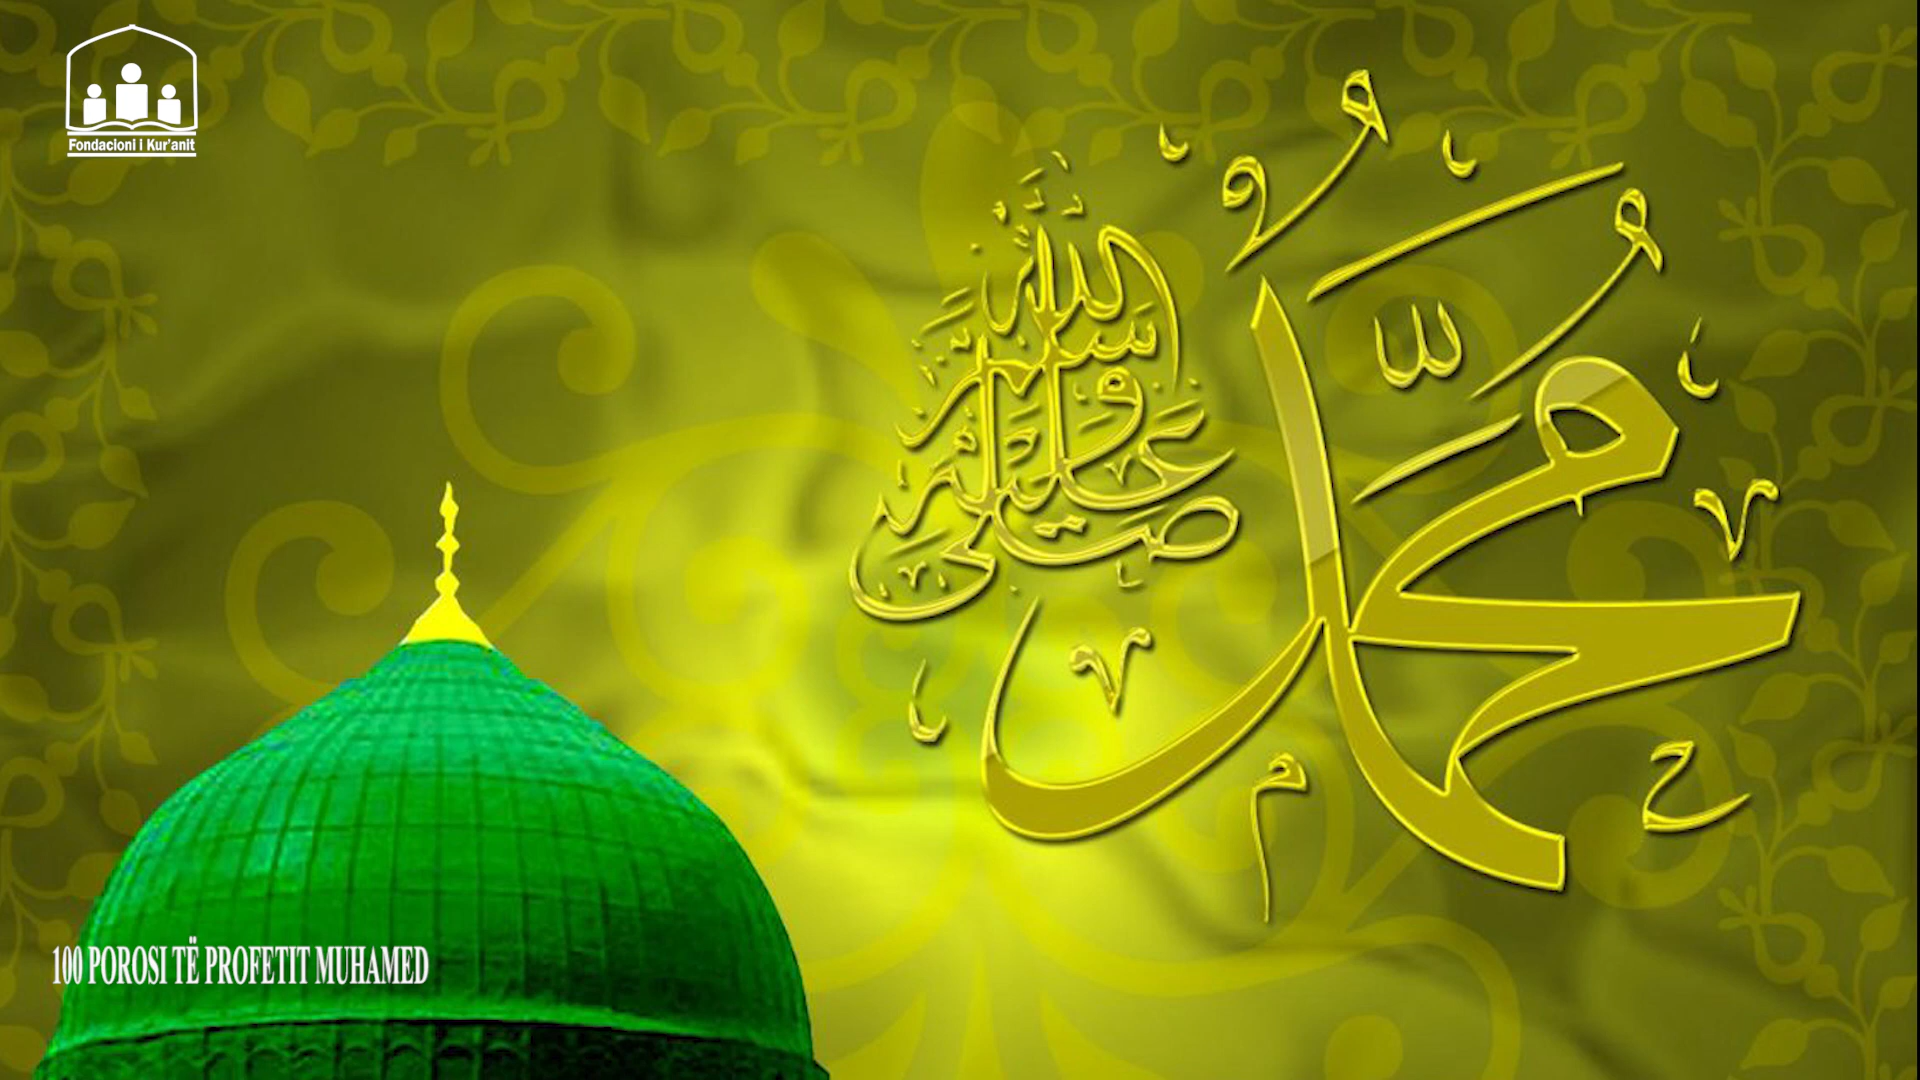 Fondacioni i Kur'anit
محمد
صلى الله عليه وسلم
100 POROSI TË PROFETIT MUHAMED